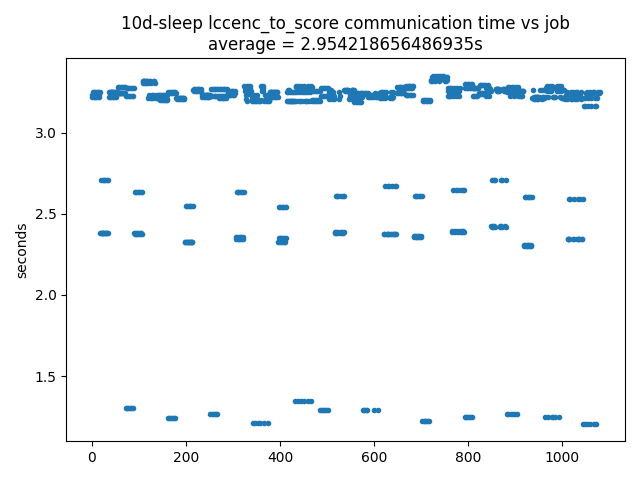 10d-sleep lccenc_to_score communication time vs job
average = 2.954218656486935s
seconds
3.0
2.5
2.0
1.5
0 200 400 600 800 1000